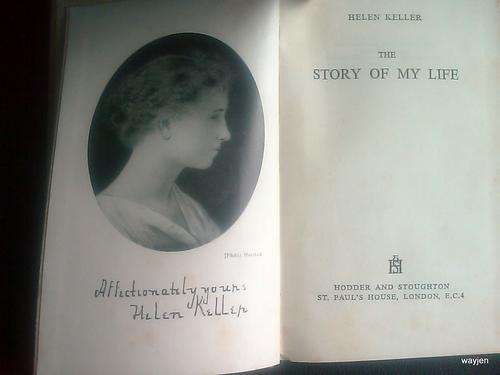 Affectionately yours
Helen Keller
HELEN KELLER
THE
STORY OF MY LIFE
HODDER AND STOUGHTON
ST. PAUL'S HOUSE, LONDON, E.C.4
wayjen